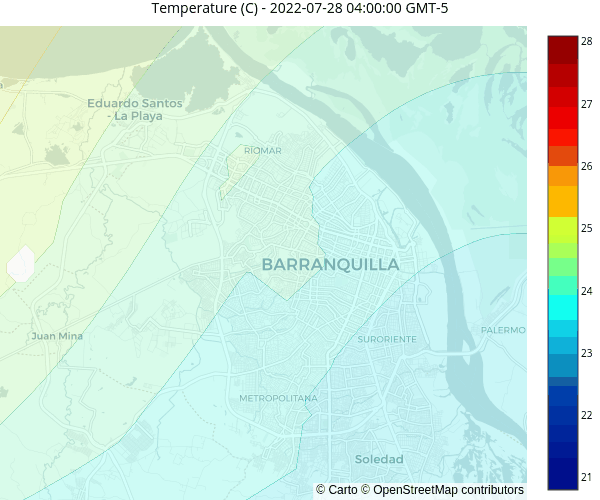 Temperature (C) - 2022-07-28 04:00:00 GMT-5
28
27
26
25
24
23
22
21
Eduardo Santos
- La Playa
RIOMAR
BARRANQUILLA
Juan Mina
PALERMO
SURORIENTE
METROPOLITANA
Soledad
© Carto © OpenStreetMap contributors